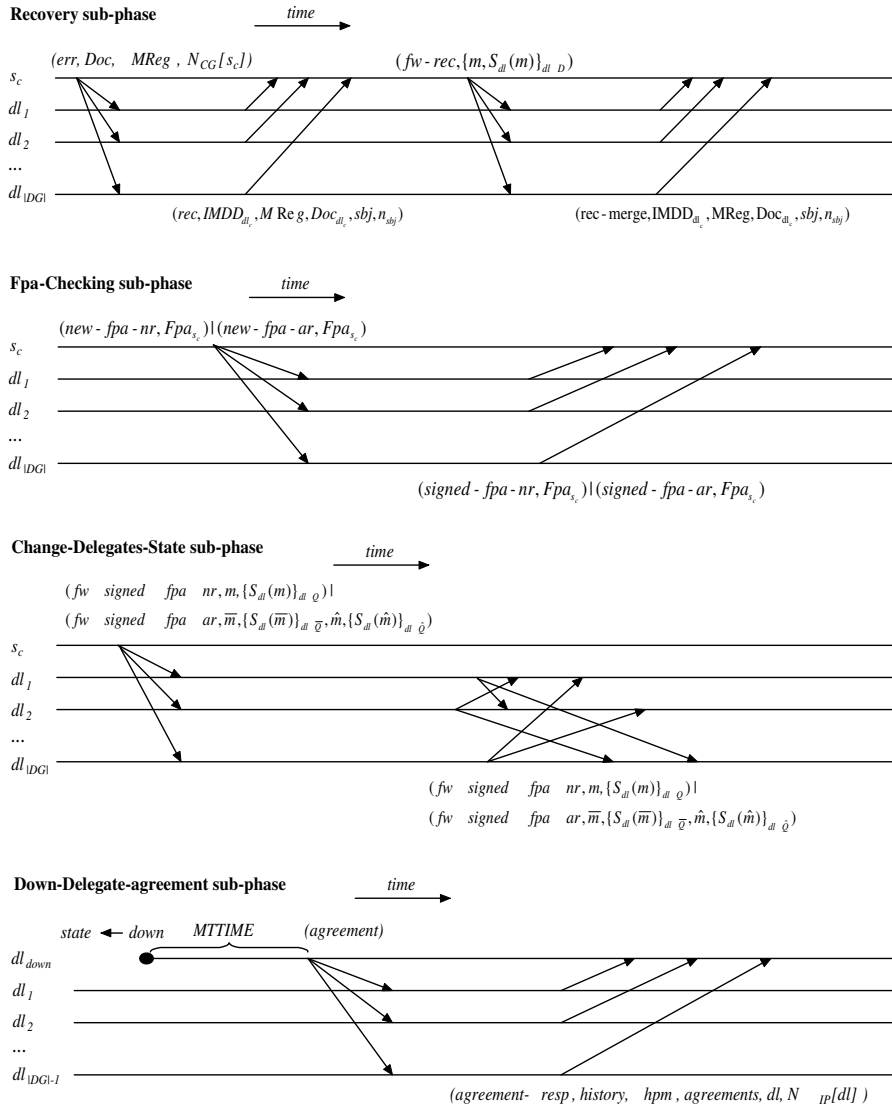 Recovery sub-phase
time
(err, Doc, MReg , N_CG[s_c])
(fw - rec,{m, S_dl(m)}_dl D)
s_c
dl_1
dl_2
...
dl_|DG|
(rec, IMDD_dl_c, M Reg, Doc_dl_c, sbj, n_sbj)
(rec - merge, IMDD_dl_c, MReg, Doc_dl_c, sbj, n_sbj)
Fpa-Checking sub-phase
time
(new - fpa - nr, Fpa_s_c)|(new - fpa - ar, Fpa_s_c)
s_c
dl_1
dl_2
...
dl_|DG|
(signed - fpa - nr, Fpa_s_c)|(signed - fpa - ar, Fpa_s_c)
Change-Delegates-State sub-phase
time
(fw signed fpa nr, m,{S_dl(m)}_dl Q)|
(fw signed fpa ar, m̅,{S_dl(m̅)}_dl Q̅, m̂,{S_dl(m̂)}_dl Q̂)
s_c
dl_1
dl_2
...
dl_|DG|
(fw signed fpa nr, m,{S_dl(m)}_dl Q)|
(fw signed fpa ar, m̅,{S_dl(m̅)}_dl Q̅, m̂,{S_dl(m̂)}_dl Q̂)
Down-Delegate-agreement sub-phase
time
state ← down
MTTIME
(agreement)
dl_down
dl_1
dl_2
...
dl_|DG|-1
(agreement- resp , history, hpm , agreements, dl, N _IP[dl] )